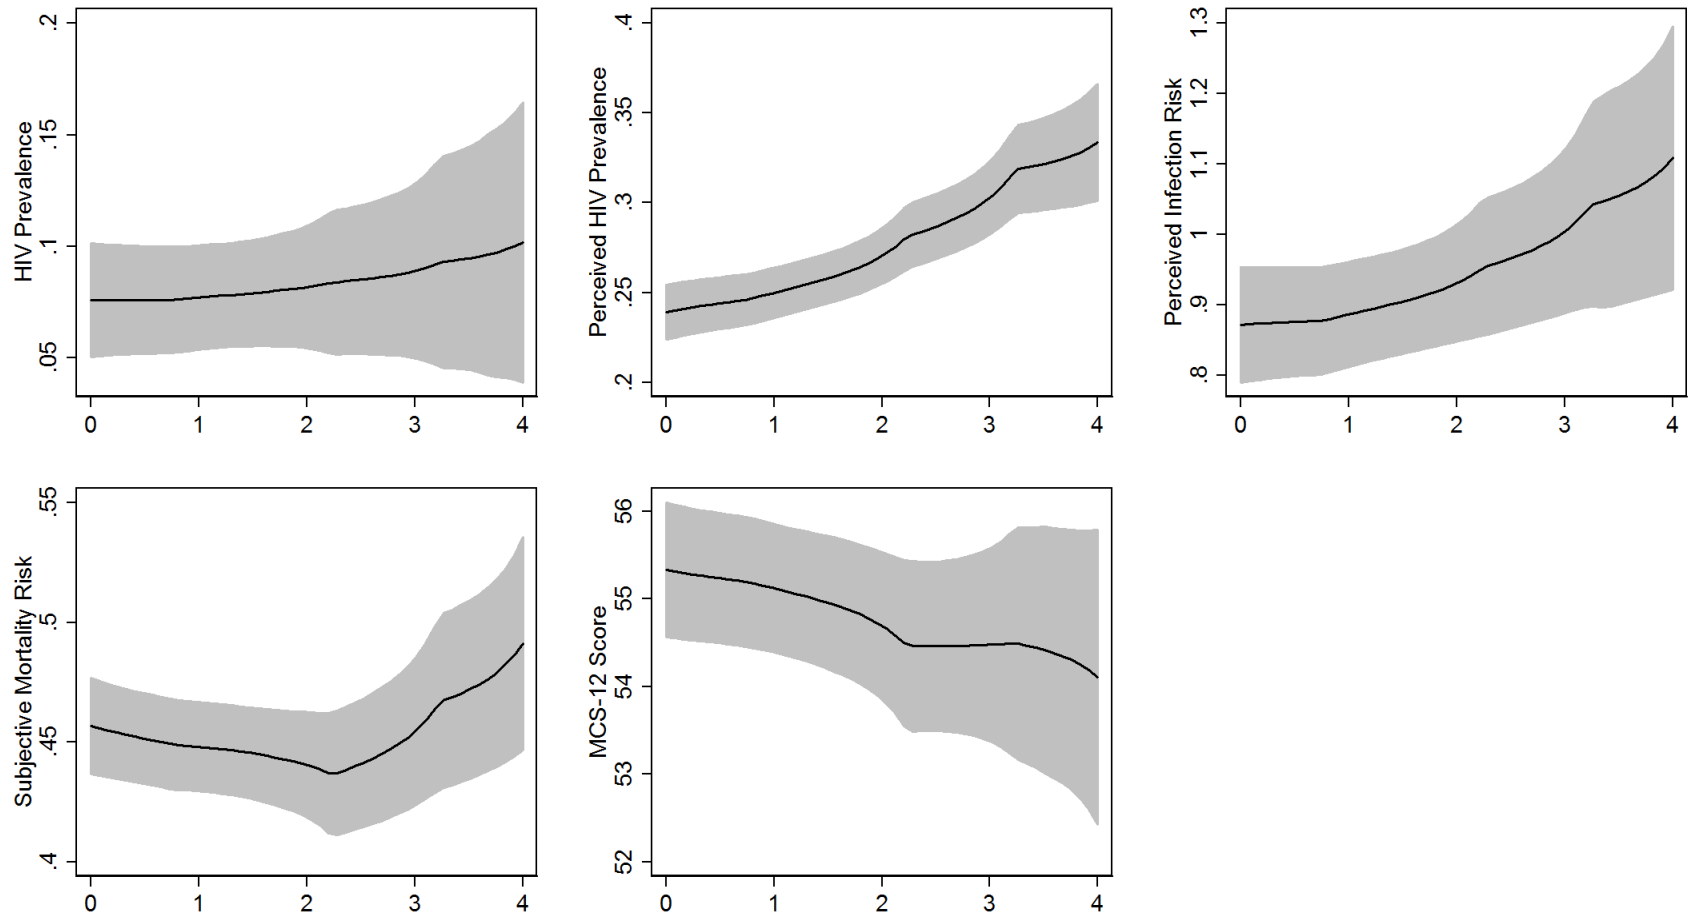 HIV Prevalence
.05 .1 .15 .2
0 1 2 3 4
Perceived HIV Prevalence
.2 .25 .3 .35 .4
0 1 2 3 4
Perceived Infection Risk
.8 .9 1 1.1 1.2 1.3
0 1 2 3 4
Subjective Mortality Risk
.4 .45 .5 .55
0 1 2 3 4
MCS-12 Score
52 53 54 55 56
0 1 2 3 4